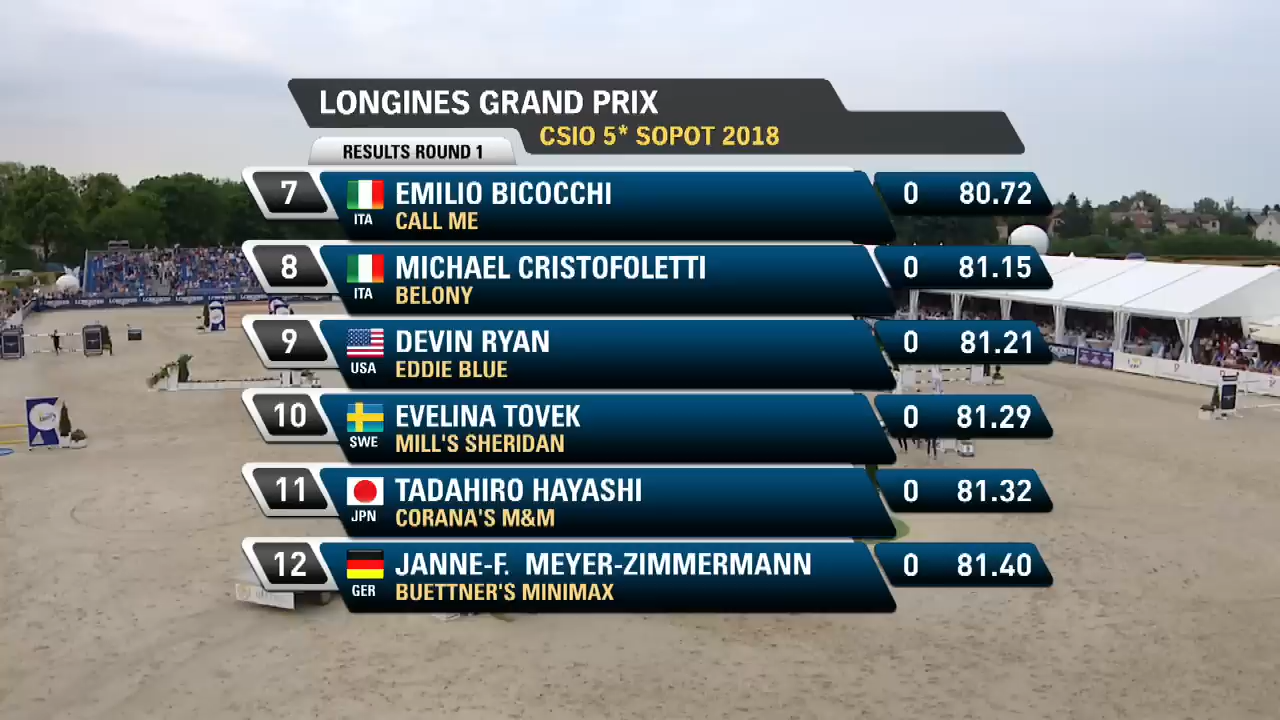 LONGINES GRAND PRIX
CSIO 5* SOPOT 2018
RESULTS ROUND 1
7 ITA EMILIO BICOCCHI 0 80.72
CALL ME
8 ITA MICHAEL CRISTOFOLETTI 0 81.15
BELONY
9 USA DEVIN RYAN 0 81.21
EDDIE BLUE
10 SWE EVELINA TOVEK 0 81.29
MILL'S SHERIDAN
11 JPN TADAHIRO HAYASHI 0 81.32
CORANA'S M&M
12 GER JANNE-F. MEYER-ZIMMERMANN 0 81.40
BUETTNER'S MINIMAX